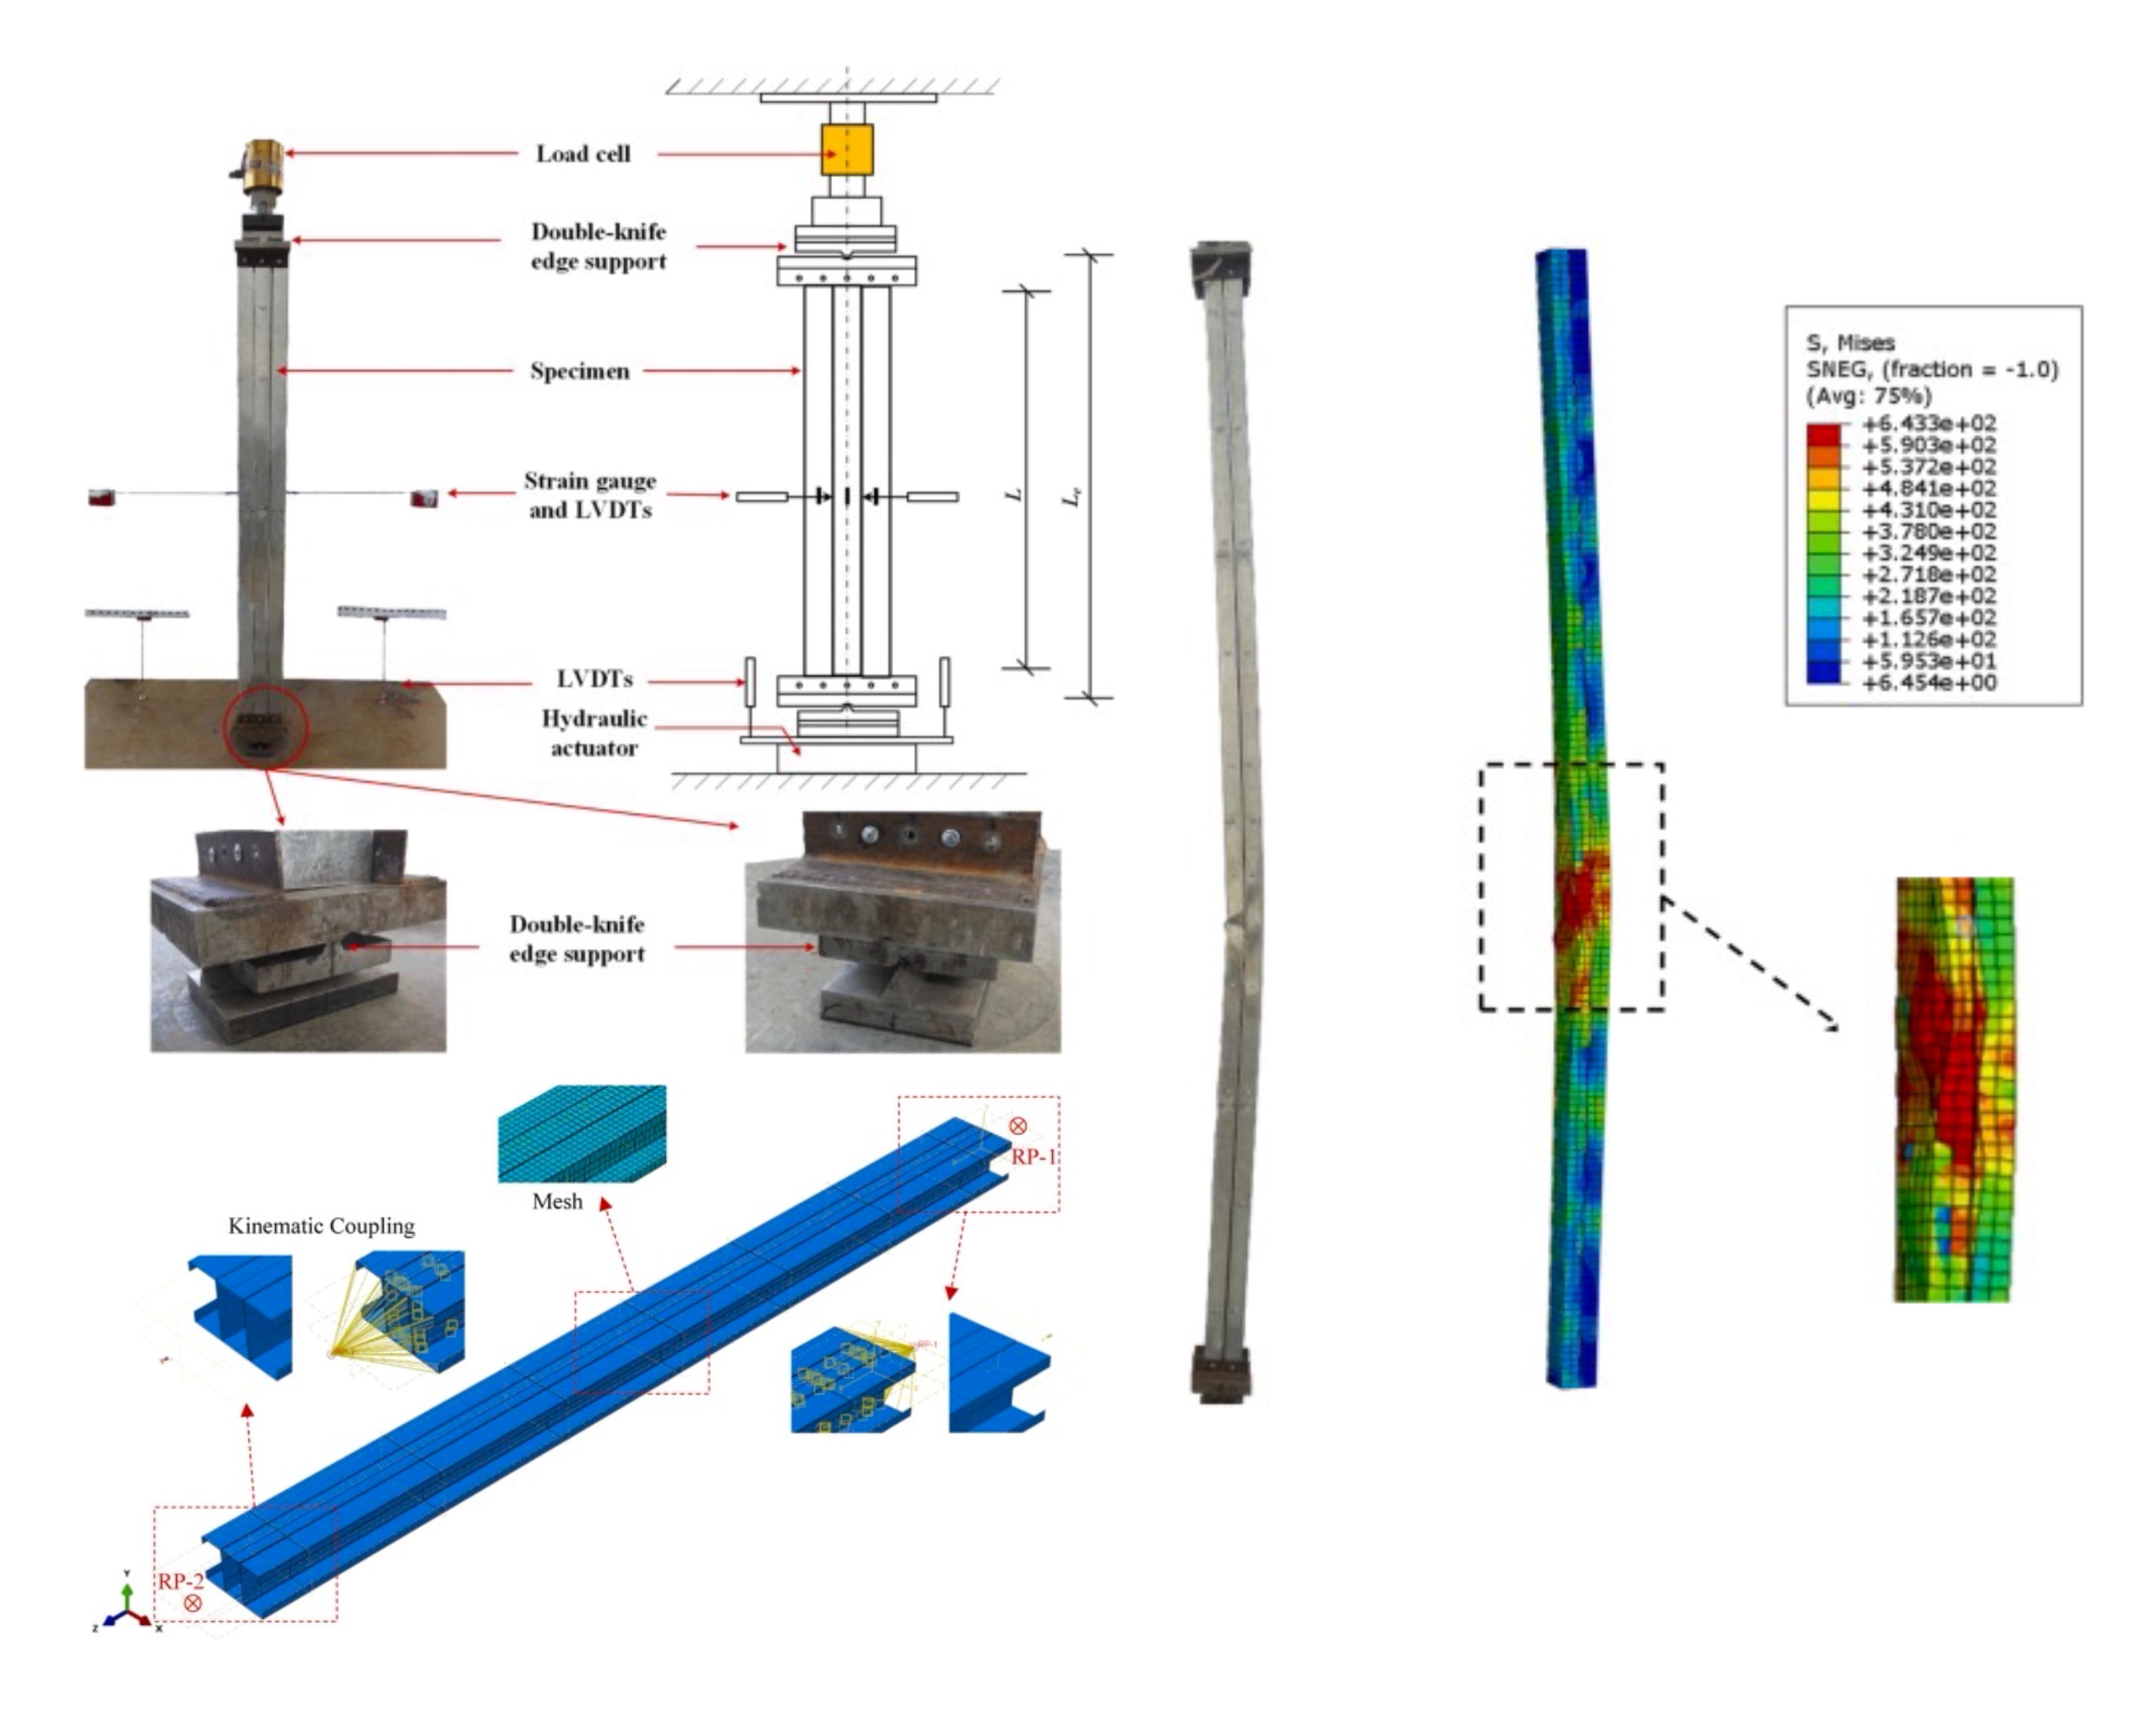 Load cell
Double-knife
edge support
Specimen
Strain gauge
and LVDTs
L
Le
LVDTs
Hydraulic
actuator
Double-knife
edge support
S, Mises
SNEG, (fraction = -1.0)
(Avg: 75%)
+6.433e+02
+5.903e+02
+5.372e+02
+4.841e+02
+4.310e+02
+3.780e+02
+3.249e+02
+2.718e+02
+2.187e+02
+1.657e+02
+1.126e+02
+5.953e+01
+6.454e+00
RP-1
Mesh
Kinematic Coupling
RP-1
RP-2
Y
Z
X